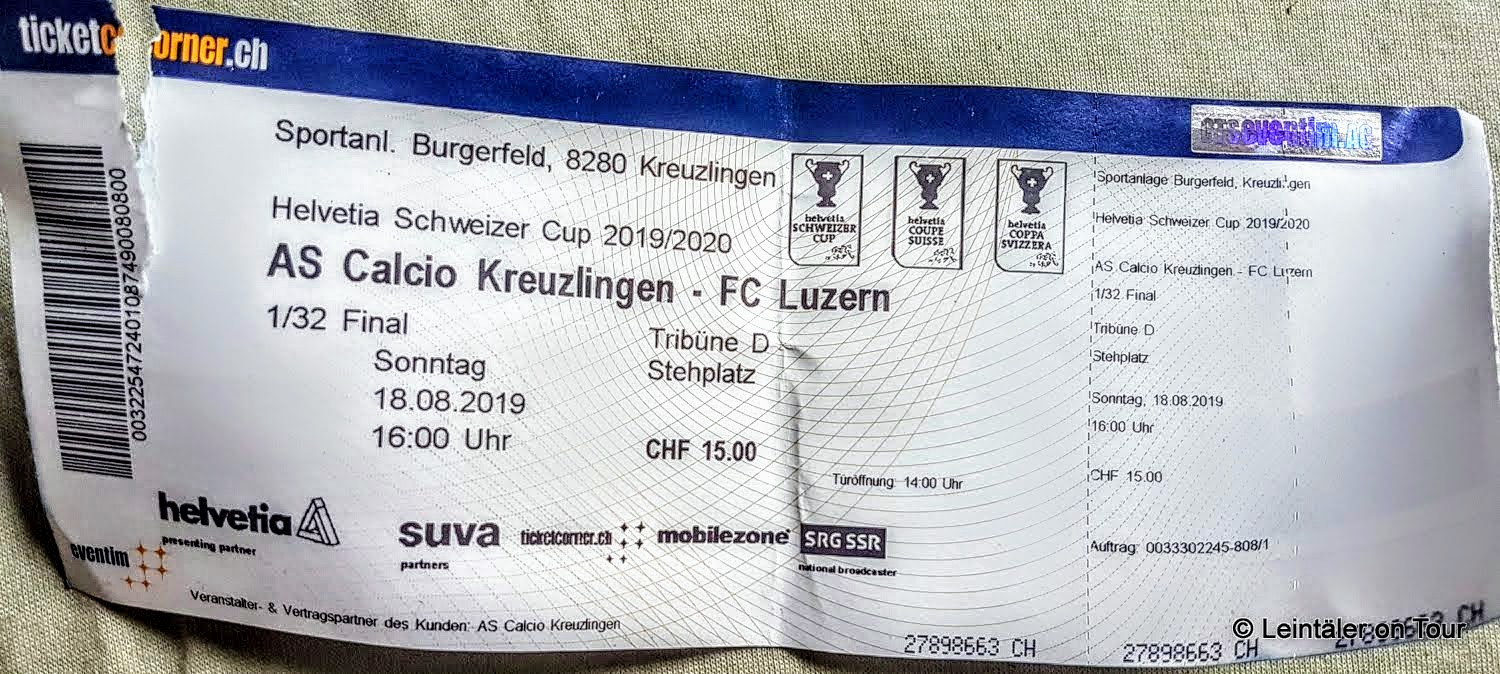 ticketcorner.ch
CTS eventim AG
Sportanl. Burgerfeld, 8280 Kreuzlingen
Helvetia Schweizer Cup 2019/2020
AS Calcio Kreuzlingen - FC Luzern
1/32 Final
Sonntag
18.08.2019
16:00 Uhr
Tribüne D
Stehplatz
CHF 15.00
Türöffnung: 14:00 Uhr
helvetia
SCHWEIZER
CUP
helvetia
COUPE
SUISSE
helvetia
COPPA
SVIZZERA
Sportanlage Burgerfeld, Kreuzlingen
Helvetia Schweizer Cup 2019/2020
AS Calcio Kreuzlingen - FC Luzern
1/32 Final
Tribüne D
Stehplatz
Sonntag, 18.08.2019
16:00 Uhr
CHF 15.00
Auftrag: 0033302245-808/1
helvetia
presenting partner
suva
partners
ticketcorner.ch
mobilezone
SRG SSR
national broadcaster
eventim
Veranstalter- & Vertragspartner des Kunden: AS Calcio Kreuzlingen
27898663 CH
27898663 CH
© Leintäler on Tour